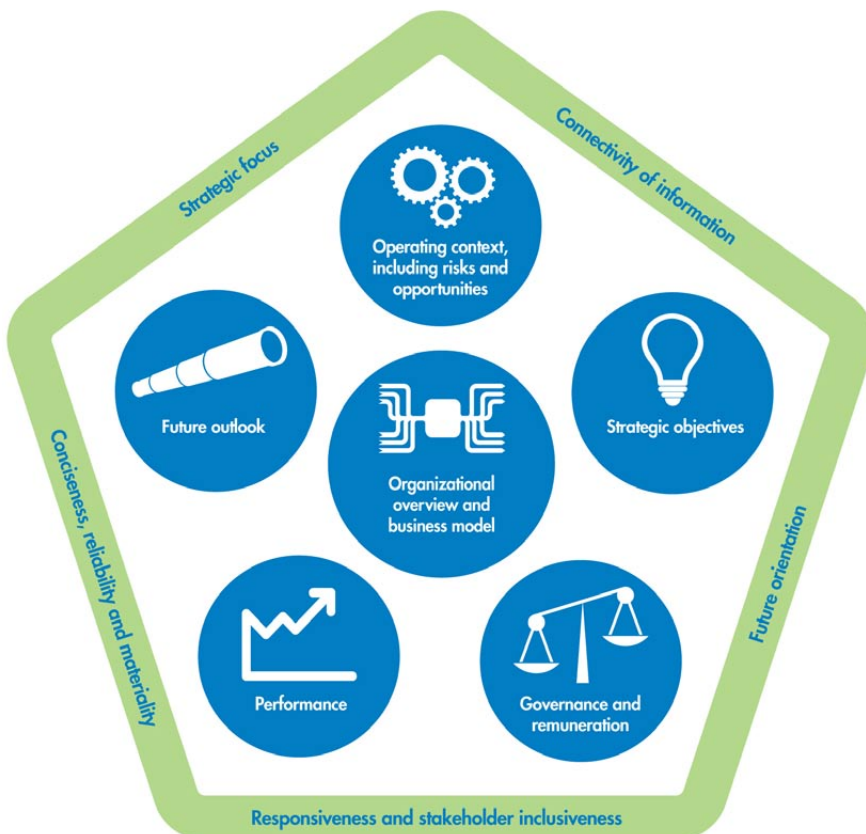 Strategic focus
Connectivity of information
Operating context,
including risks and
opportunities
Future outlook
Strategic objectives
Organizational
overview and
business model
Conciseness, reliability and materiality
Future orientation
Performance
Governance and
remuneration
Responsiveness and stakeholder inclusiveness